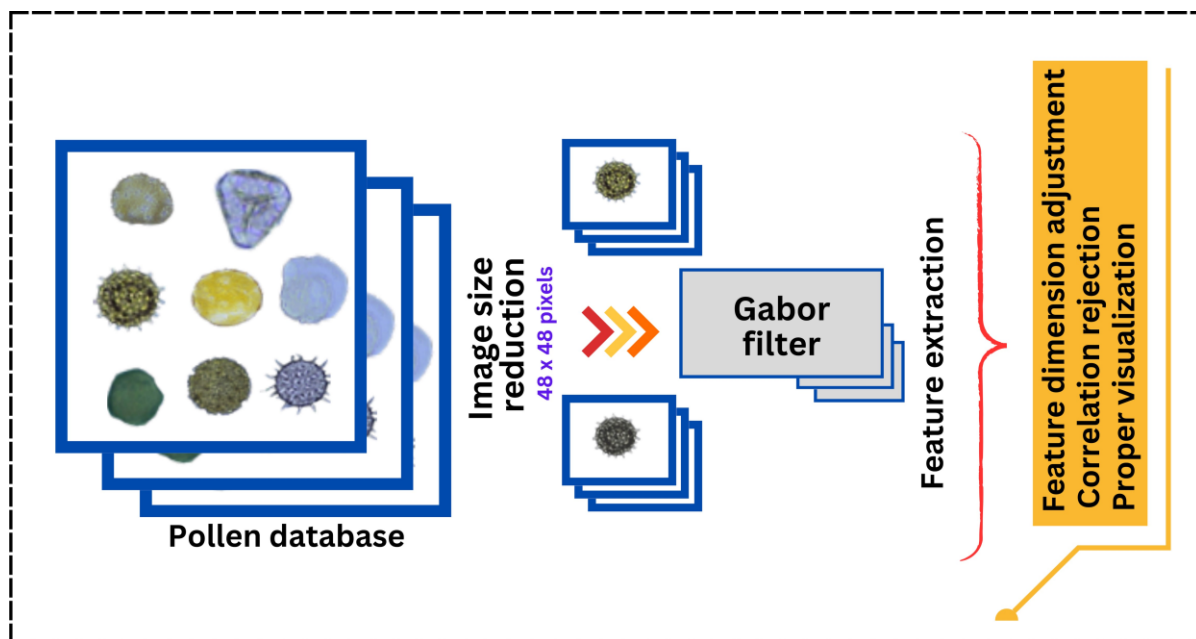 Pollen database
Image size
reduction
48 x 48 pixels
Gabor
filter
Feature extraction
Feature dimension adjustment
Correlation rejection
Proper visualization